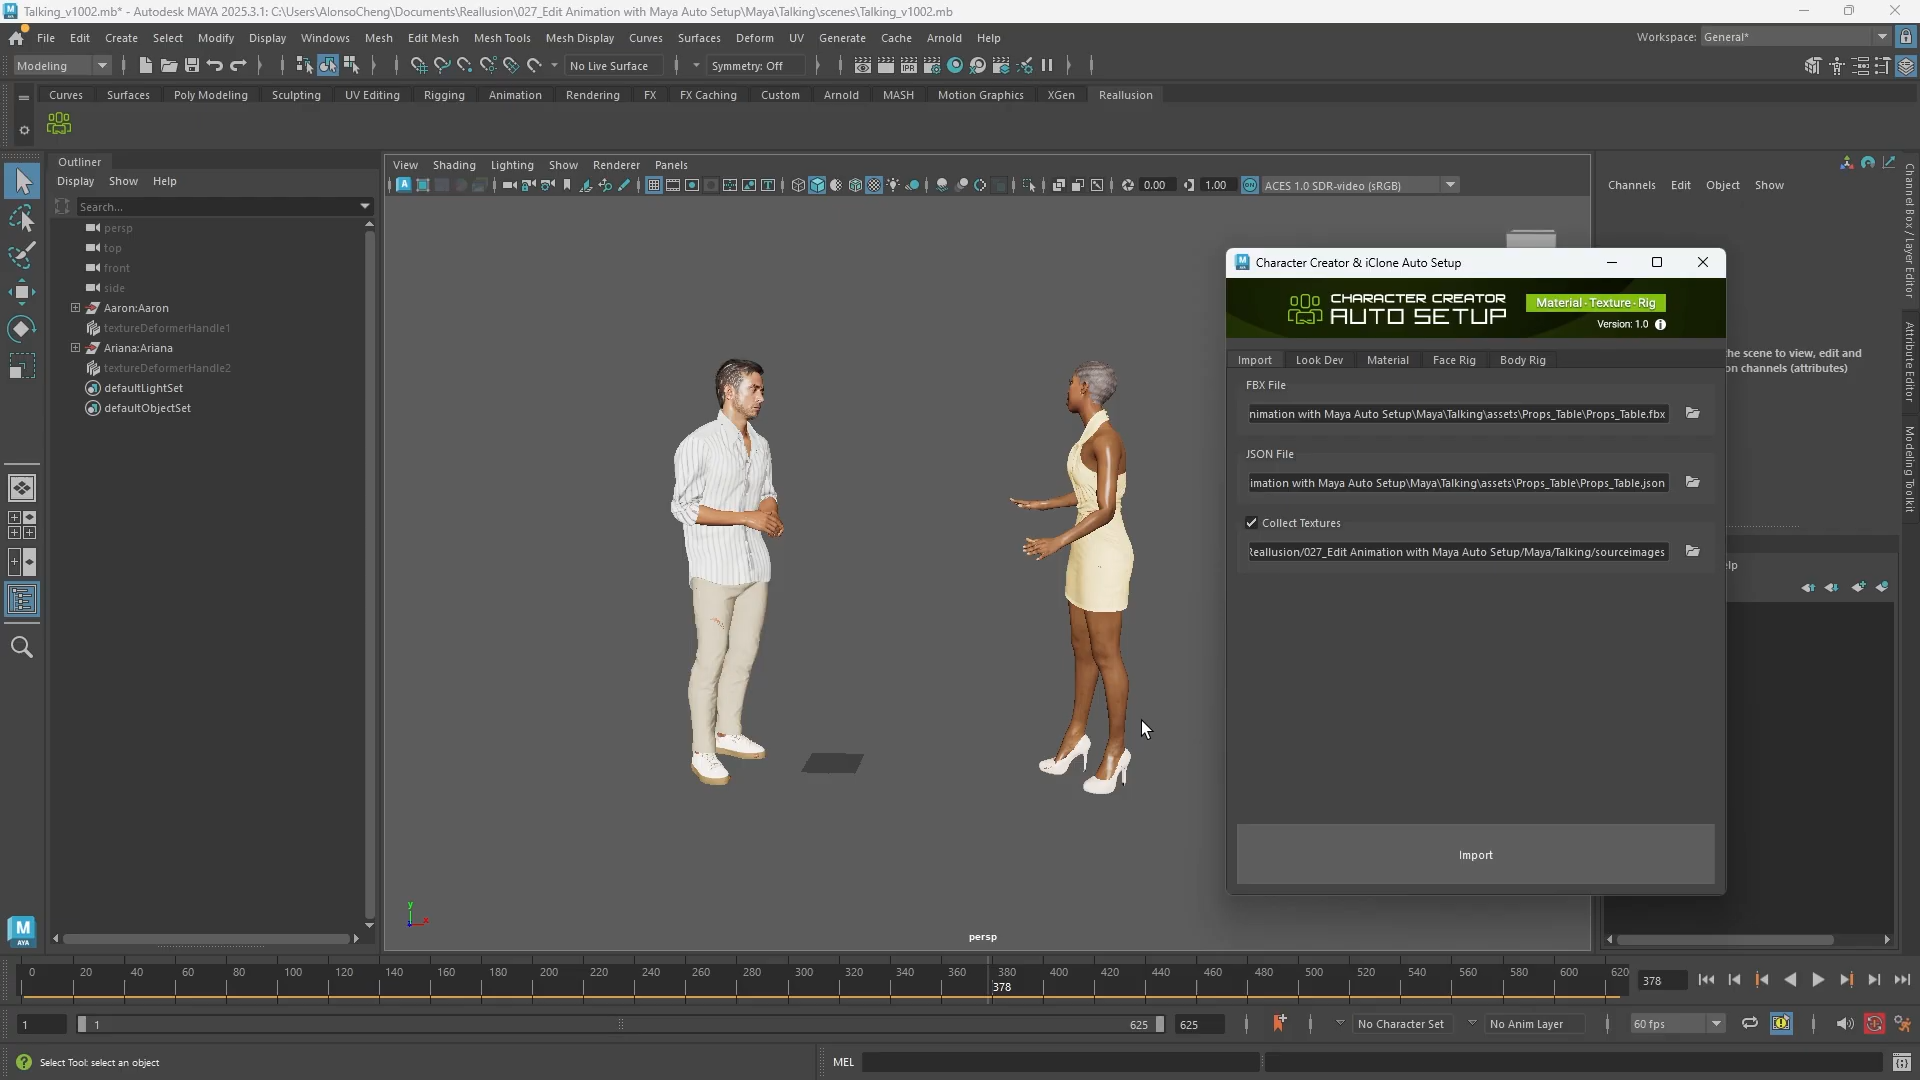 Talking_v1002.mb* - Autodesk MAYA 2025.3.1: C:\Users\AlonsoCheng\Documents\Reallusion\027_Edit Animation with Maya Auto Setup\Maya\Talking\scenes\Talking_v1002.mb
File Edit Create Select Modify Display Windows Mesh Edit Mesh Mesh Tools Mesh Display Curves Surfaces Deform UV Generate Cache Arnold Help
Workspace: General*
Modeling No Live Surface Symmetry: Off
Curves Surfaces Poly Modeling Sculpting UV Editing Rigging Animation Rendering FX FX Caching Custom Arnold MASH Motion Graphics XGen Reallusion
Outliner
Display Show Help
Search...
persp
top
front
side
Aaron:Aaron
textureDeformerHandle1
Ariana:Ariana
textureDeformerHandle2
defaultLightSet
defaultObjectSet
View Shading Lighting Show Renderer Panels
0.00 1.00 ACES 1.0 SDR-video (sRGB)
persp
Channels Edit Object Show
he scene to view, edit and
on channels (attributes)
lp
Channel Box / Layer Editor
Attribute Editor
Modeling Toolkit
Character Creator & iClone Auto Setup
CHARACTER CREATOR
AUTO SETUP
Material · Texture · Rig
Version: 1.0
Import Look Dev Material Face Rig Body Rig
FBX File
nimation with Maya Auto Setup\Maya\Talking\assets\Props_Table\Props_Table.fbx
JSON File
imation with Maya Auto Setup\Maya\Talking\assets\Props_Table\Props_Table.json
Collect Textures
Reallusion/027_Edit Animation with Maya Auto Setup/Maya/Talking/sourceimages
Import
y
x
0 20 40 60 80 100 120 140 160 180 200 220 240 260 280 300 320 340 360 380 400 420 440 460 480 500 520 540 560 580 600 620
378
378
1 1 625 625 No Character Set No Anim Layer 60 fps
Select Tool: select an object
MEL
M
AYA